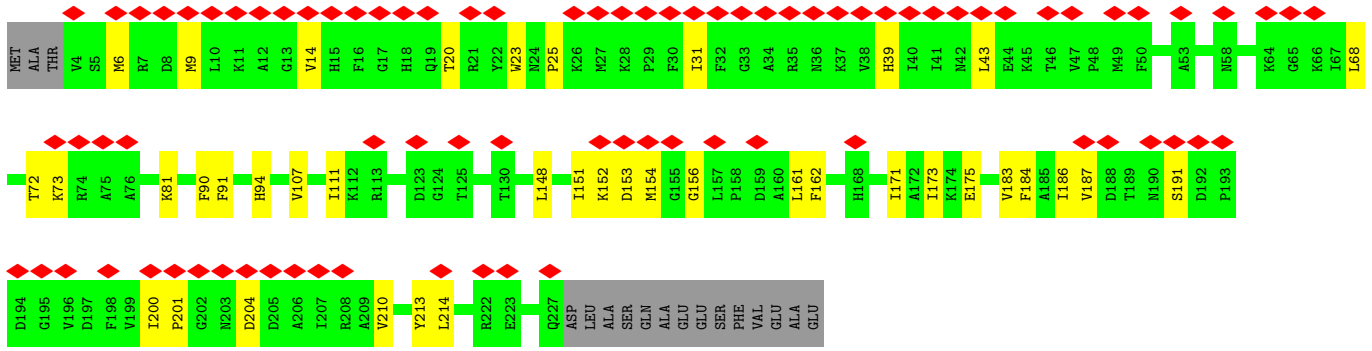 MET ALA THR V4 S5 M6 R7 D8 M9 L10 K11 A12 G13 V14 H15 F16 G17 H18 Q19 T20 R21 Y22 W23 N24 P25 K26 M27 K28 P29 F30 I31 F32 G33 A34 R35 N36 K37 V38 H39 I40 I41 N42 L43 E44 K45 T46 V47 P48 M49 F50 A53 N58 K64 G65 K66 I67 L68
T72 K73 R74 A75 A76 K81 F90 F91 H94 V107 I111 K112 R113 D123 G124 T125 T130 L148 I151 K152 D153 M154 G155 G156 L157 P158 D159 A160 L161 F162 H168 I171 A172 I173 K174 E175 V183 F184 A185 I186 V187 D188 T189 N190 S191 D192 P193
D194 G195 V196 D197 F198 V199 I200 P201 G202 N203 D204 D205 A206 I207 R208 A209 V210 Y213 L214 R222 E223 Q227 ASP LEU ALA SER GLN ALA GLU GLU SER PHE VAL GLU ALA GLU